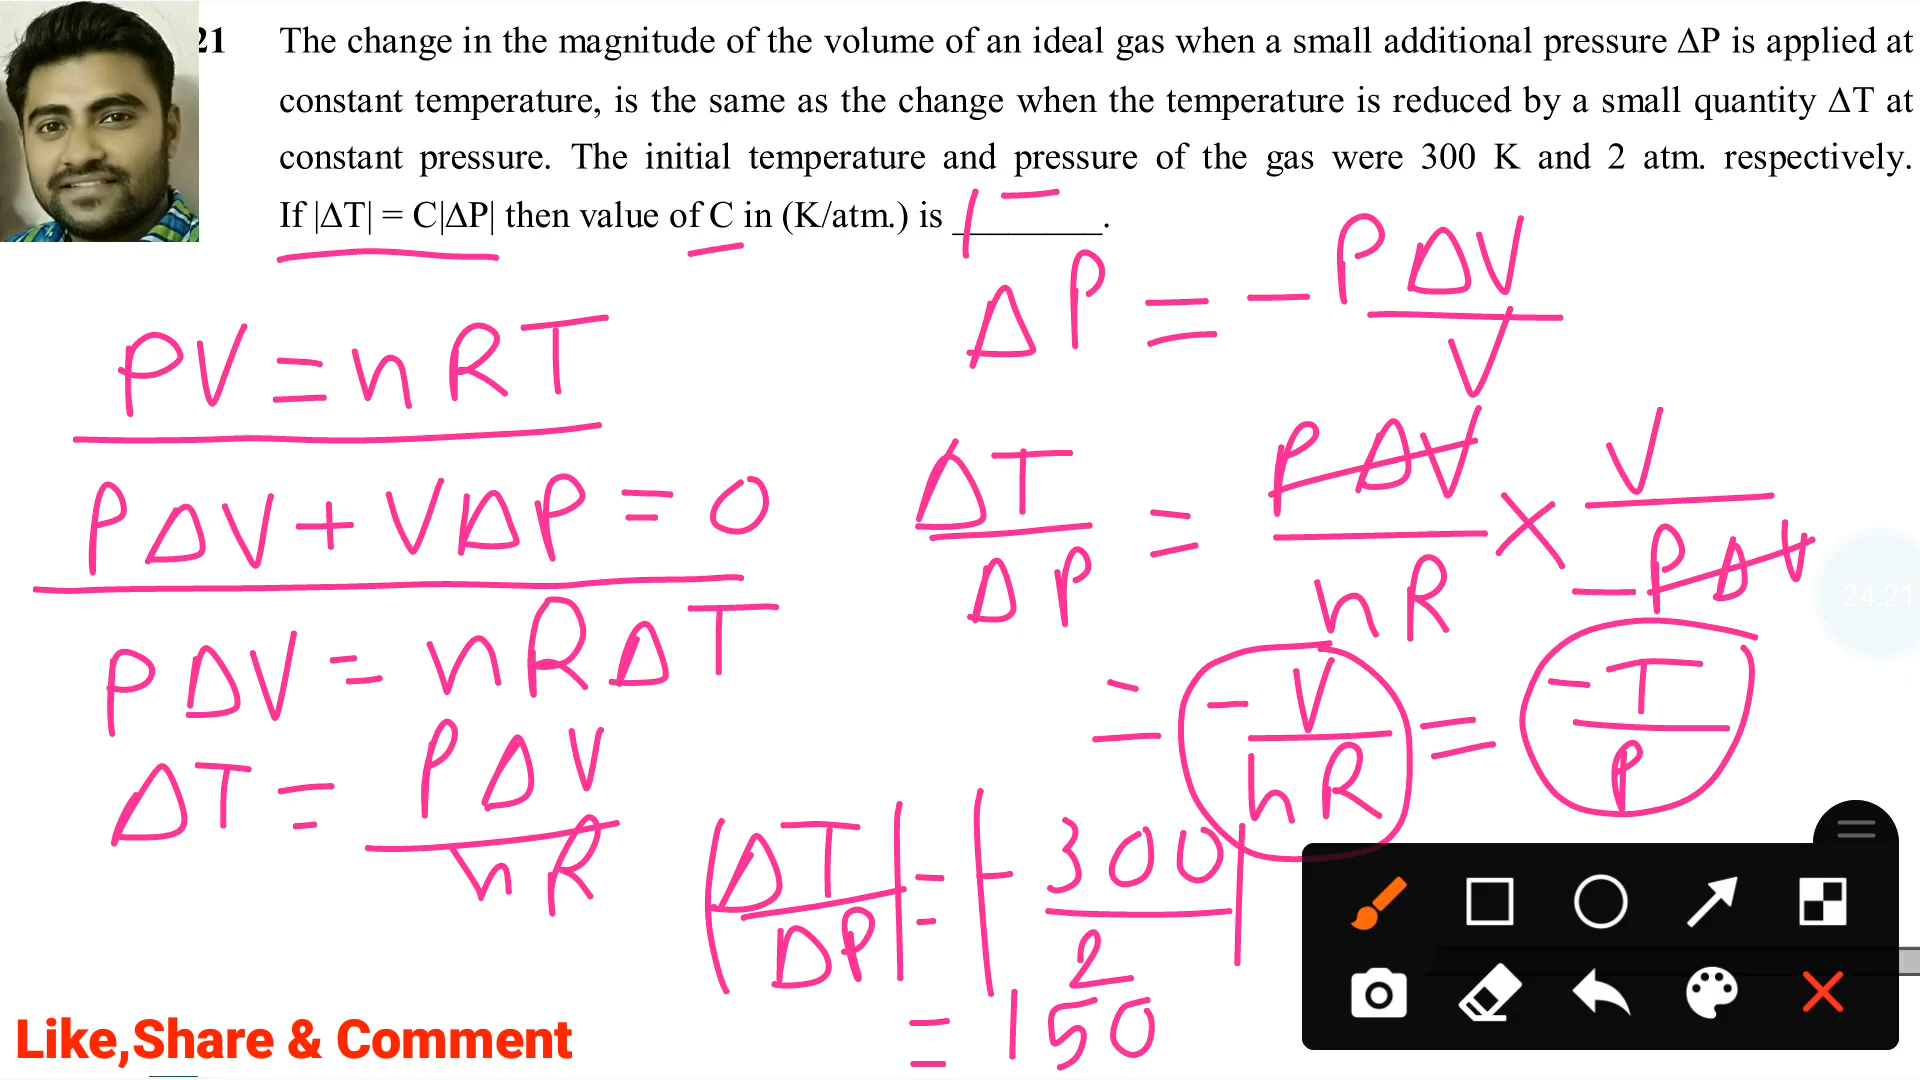 21 The change in the magnitude of the volume of an ideal gas when a small additional pressure ΔP is applied at
constant temperature, is the same as the change when the temperature is reduced by a small quantity ΔT at
constant pressure. The initial temperature and pressure of the gas were 300 K and 2 atm. respectively.
If |ΔT| = C|ΔP| then value of C in (K/atm.) is ________.
PV = nRT
PΔV + VΔP = 0
PΔV = nRΔT
ΔT = PΔV / nR
ΔP = - PΔV / V
ΔT / ΔP = PΔV / nR × V / -PΔV
= -V / nR = -T / P
|ΔT / ΔP| = |- 300 / 2|
= 150
24:21
Like,Share & Comment